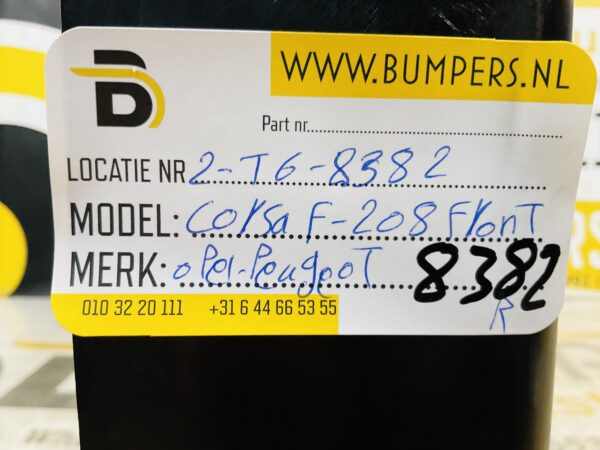 B
WWW.BUMPERS.NL
Part nr.
LOCATIE NR 2-T6-8382
MODEL: Corsa F-208 Front
MERK: oPel-PeugeoT
8382
R
010 32 20 111 +31 6 44 66 53 55